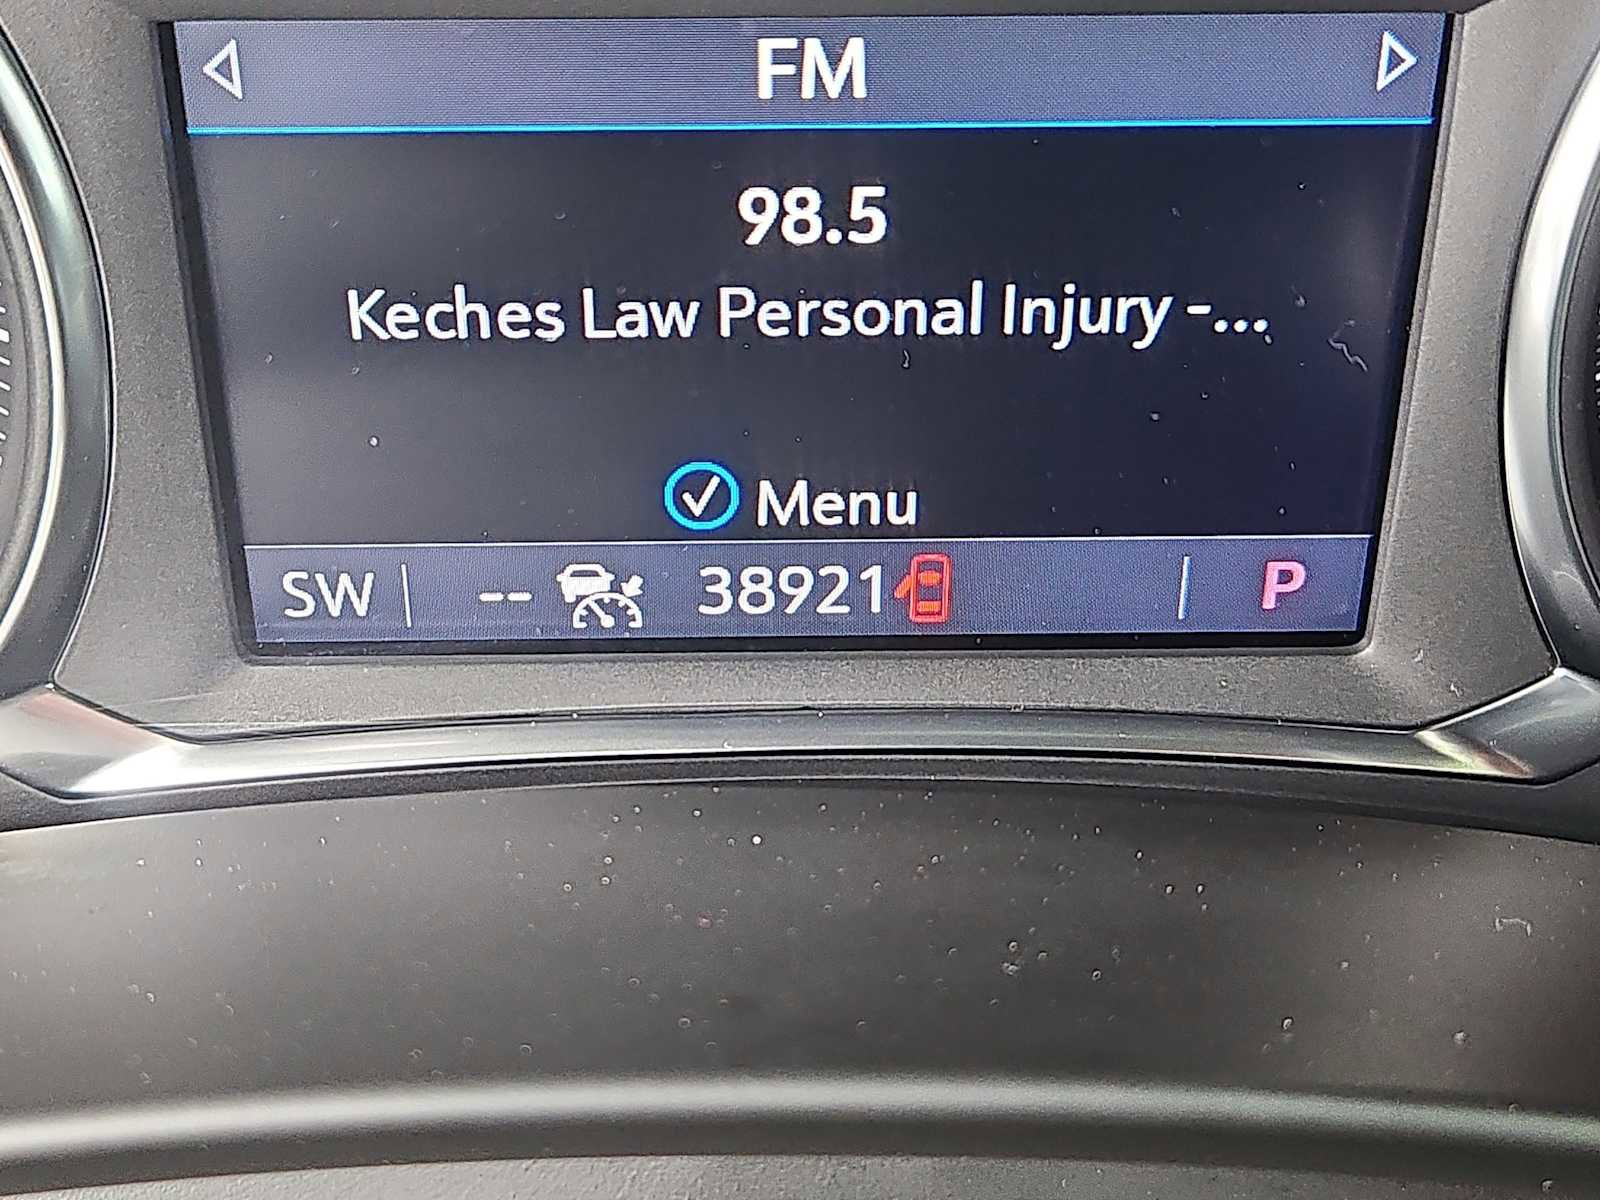 FM
98.5
Keches Law Personal Injury -...
Menu
SW -- 38921 P